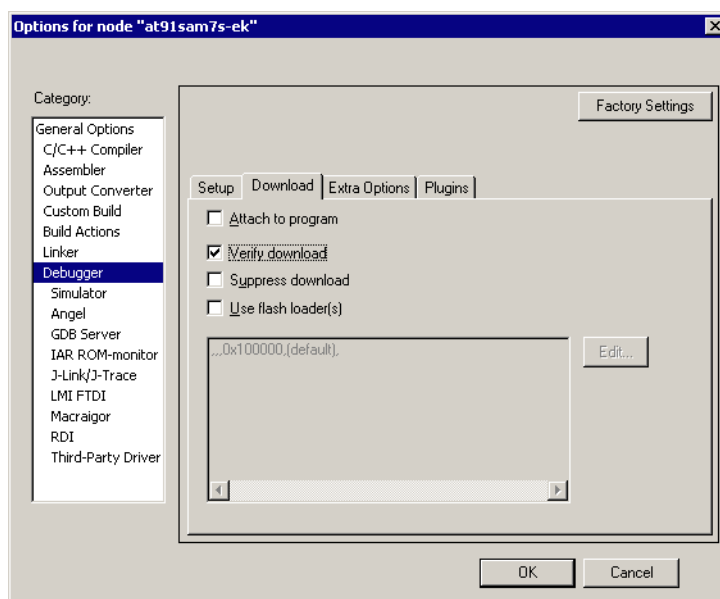 Options for node "at91sam7s-ek"
Category:
Factory Settings
General Options
C/C++ Compiler
Assembler
Output Converter
Custom Build
Build Actions
Linker
Debugger
Simulator
Angel
GDB Server
IAR ROM-monitor
J-Link/J-Trace
LMI FTDI
Macraigor
RDI
Third-Party Driver
Setup Download Extra Options Plugins
Attach to program
Verify download
Suppress download
Use flash loader(s)
,,,0x100000,(default),
Edit...
OK Cancel